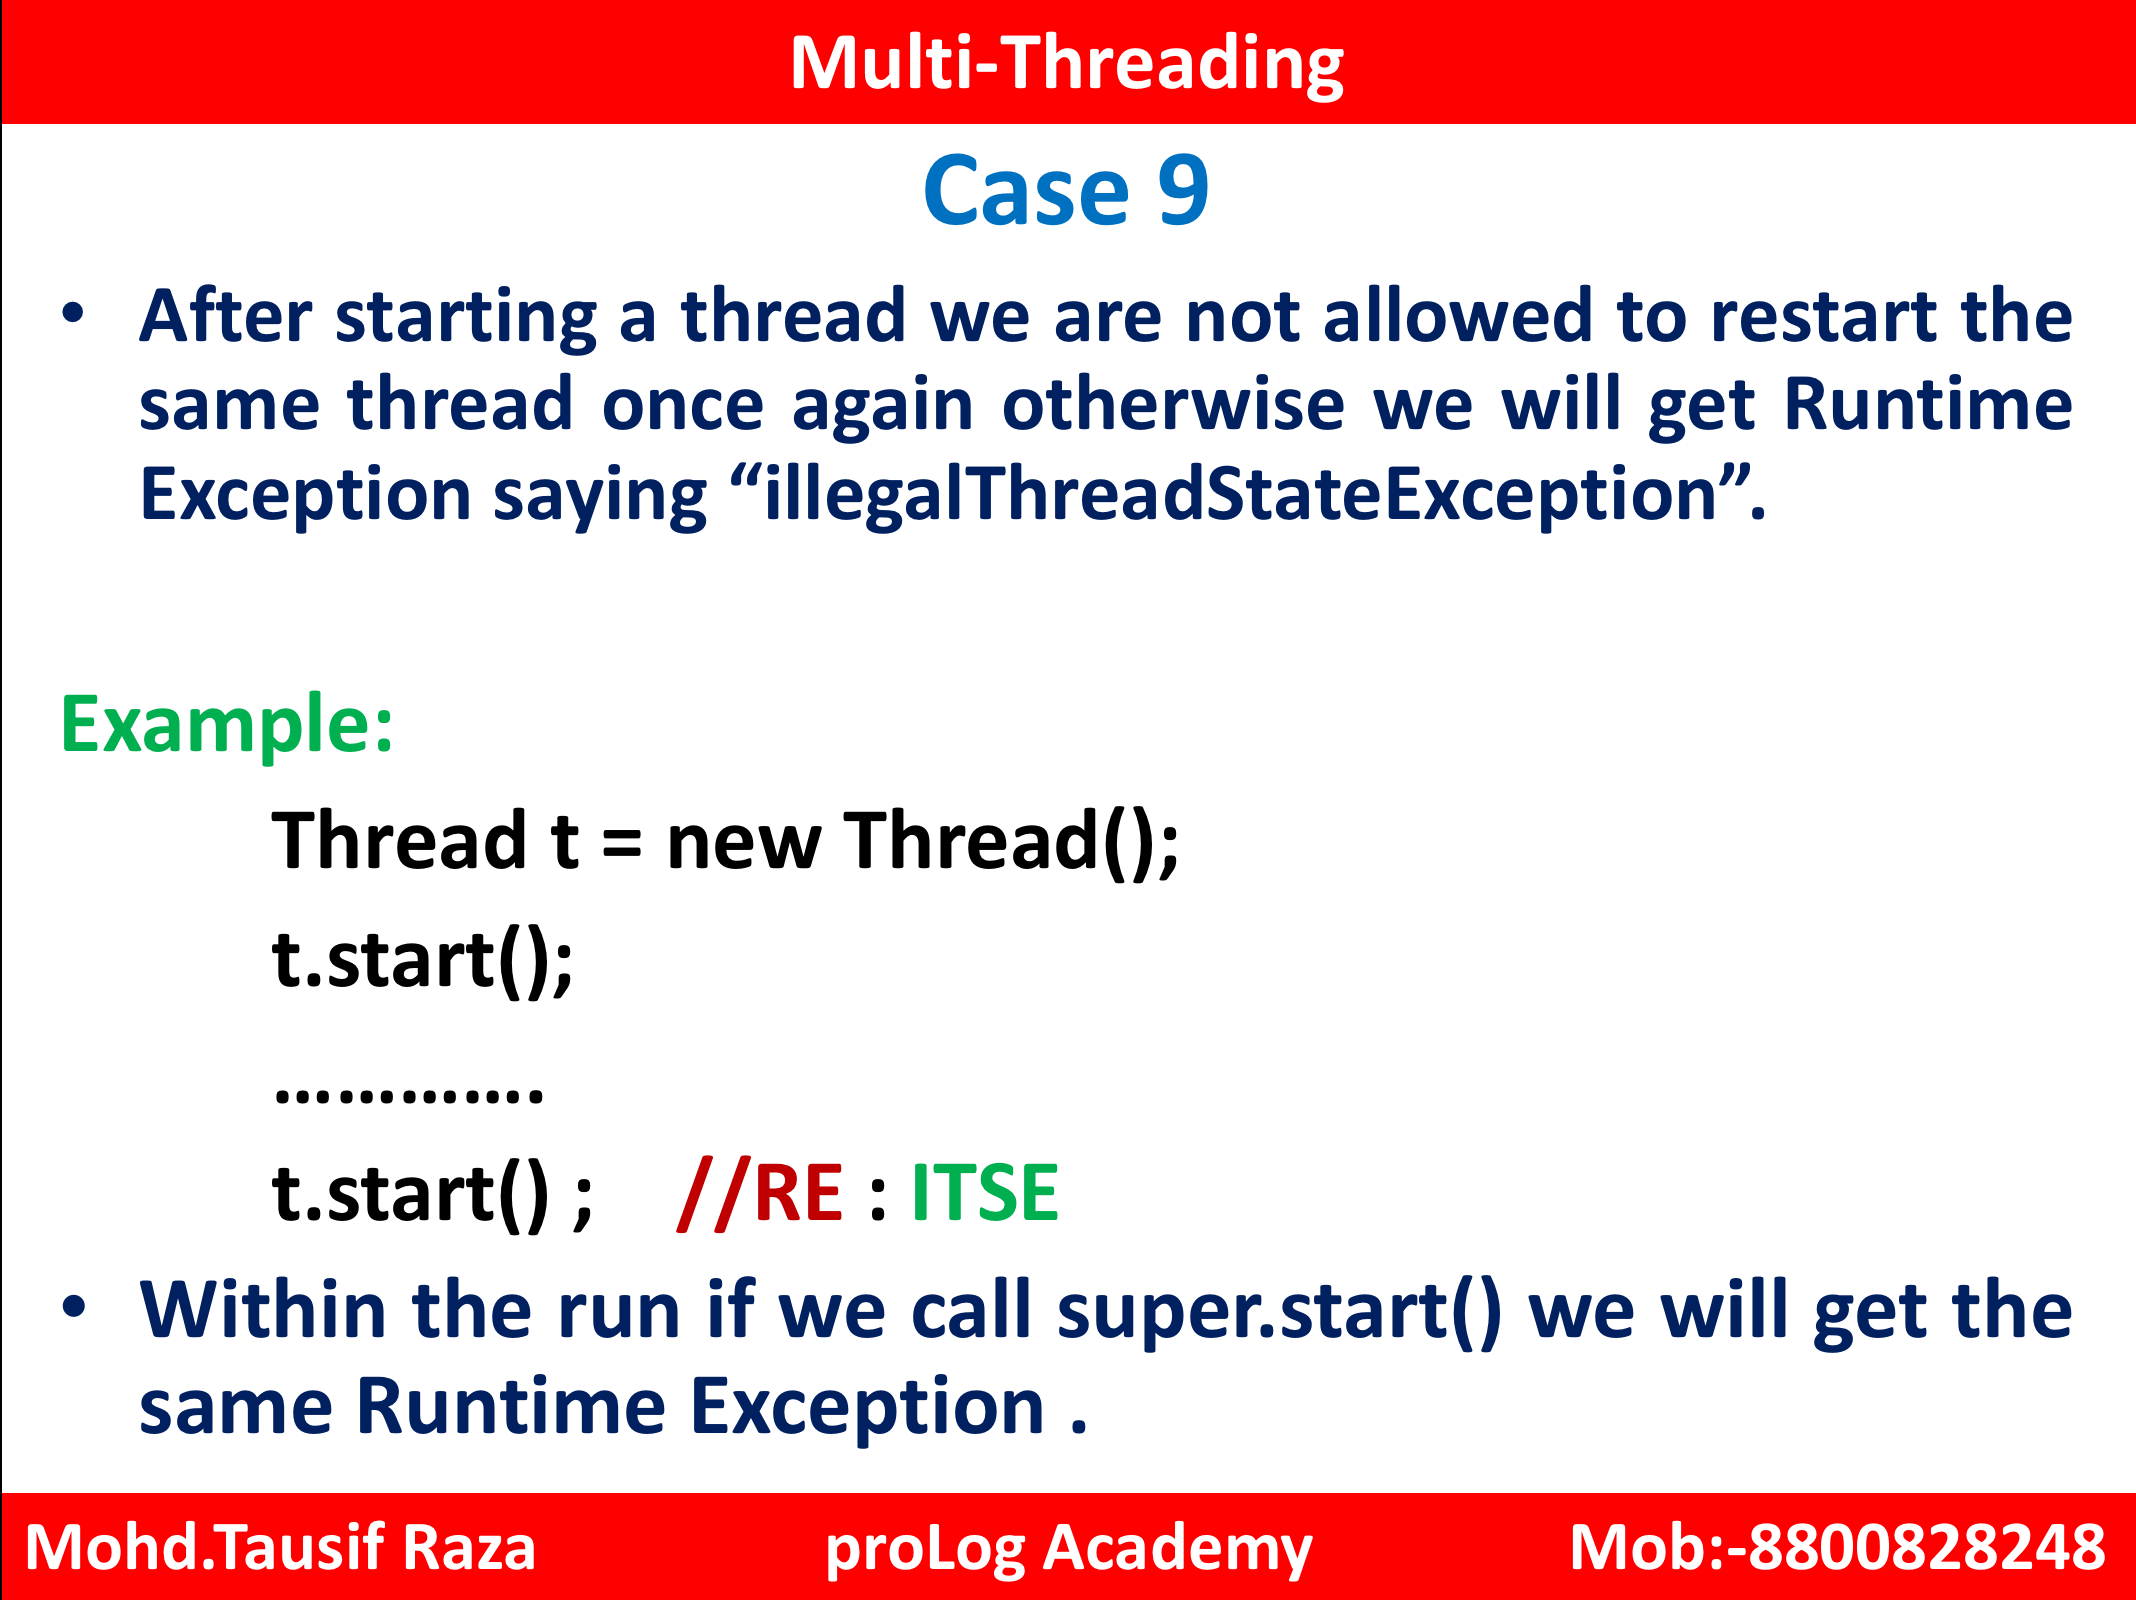 Multi-Threading
Case 9
• After starting a thread we are not allowed to restart the
same thread once again otherwise we will get Runtime
Exception saying “illegalThreadStateException”.
Example:
Thread t = new Thread();
t.start();
………….
t.start() ; //RE : ITSE
• Within the run if we call super.start() we will get the
same Runtime Exception .
Mohd.Tausif Raza proLog Academy Mob:-8800828248